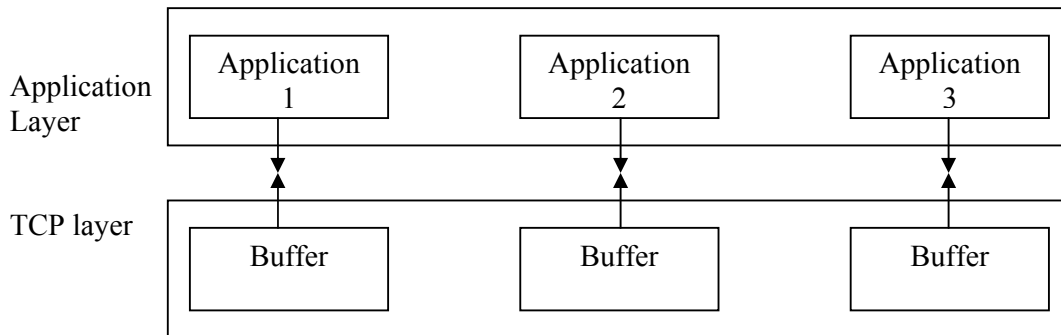 Application
Layer
Application
1
Application
2
Application
3
TCP layer
Buffer
Buffer
Buffer